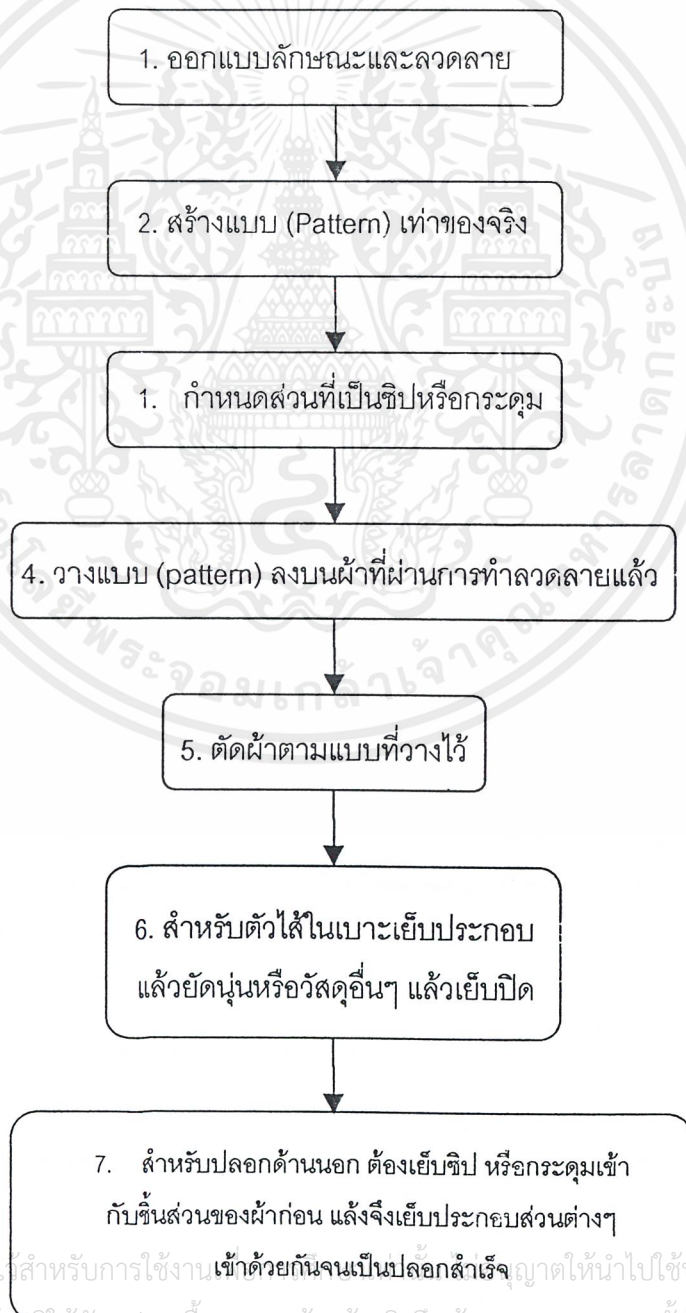 1. ออกแบบลักษณะและลวดลาย
2. สร้างแบบ (Pattern) เท่าของจริง
1. กำหนดส่วนที่เป็นซิปหรือกระดุม
4. วางแบบ (pattern) ลงบนผ้าที่ผ่านการทำลวดลายแล้ว
5. ตัดผ้าตามแบบที่วางไว้
6. สำหรับตัวไส้ในเบาะเย็บประกอบ
แล้วยัดนุ่นหรือวัสดุอื่นๆ แล้วเย็บปิด
7. สำหรับปลอกด้านนอก ต้องเย็บซิป หรือกระดุมเข้า
กับชิ้นส่วนของผ้าก่อน แล้งจึงเย็บประกอบส่วนต่างๆ
เข้าด้วยกันจนเป็นปลอกสำเร็จ